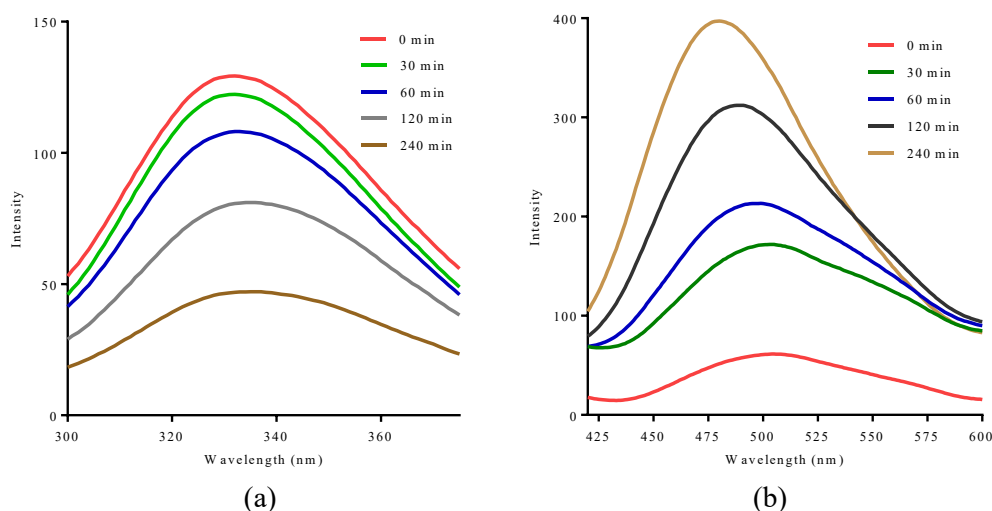 150
100
50
0
300
320
340
360
Intensity
Wavelength (nm)
0 min
30 min
60 min
120 min
240 min
(a)
400
300
200
100
0
425
450
475
500
525
550
575
600
Intensity
Wavelength (nm)
0 min
30 min
60 min
120 min
240 min
(b)